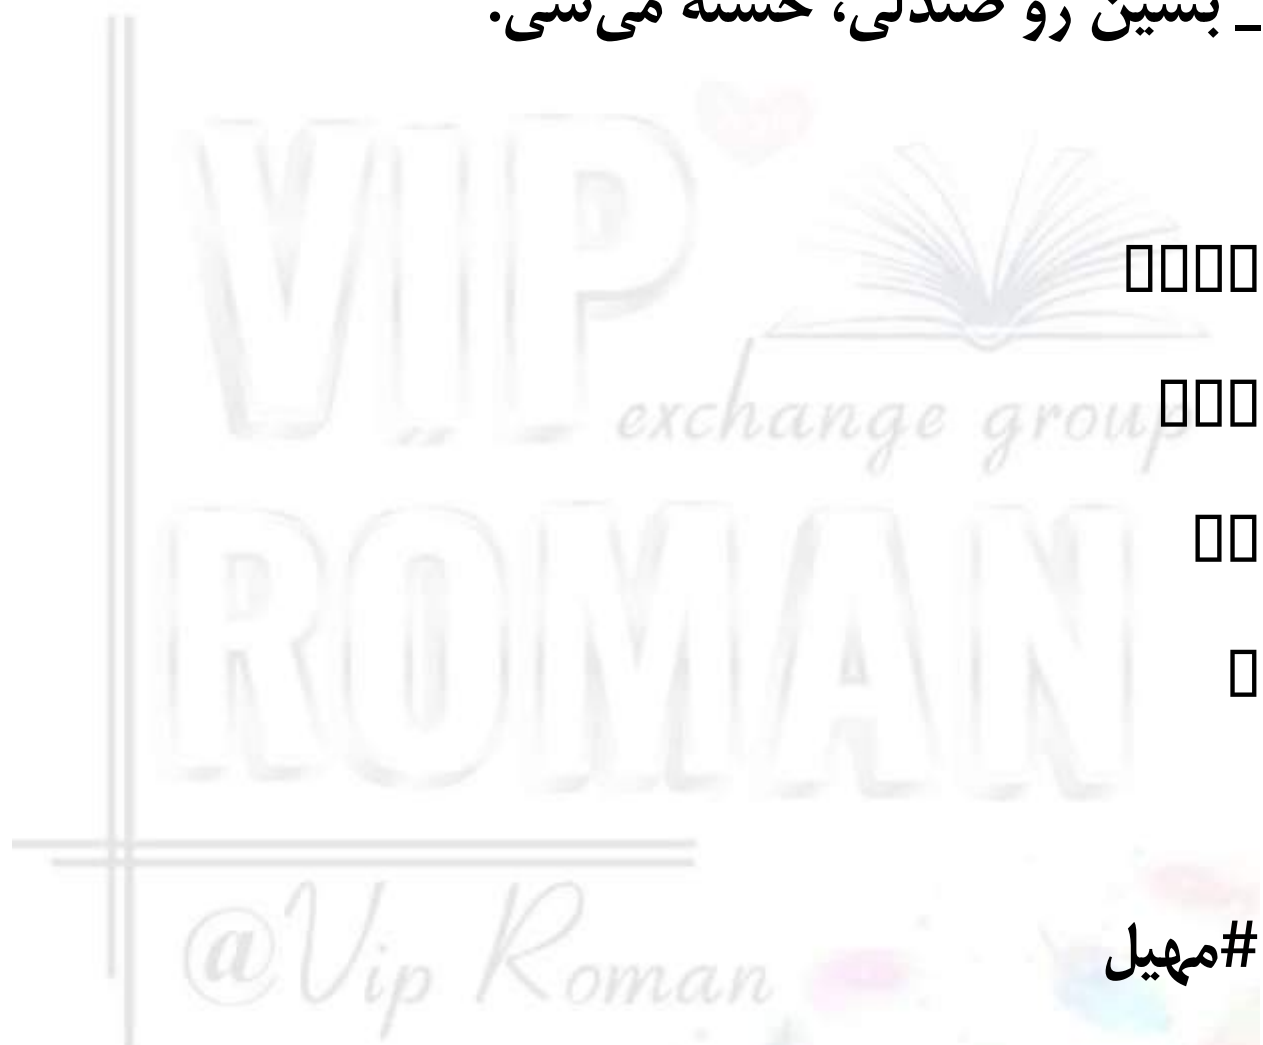 _ بشین رو صندلی، خسته می‌شی.
VIP
exchange group
ROMAN
@Vip Roman
#مهیل